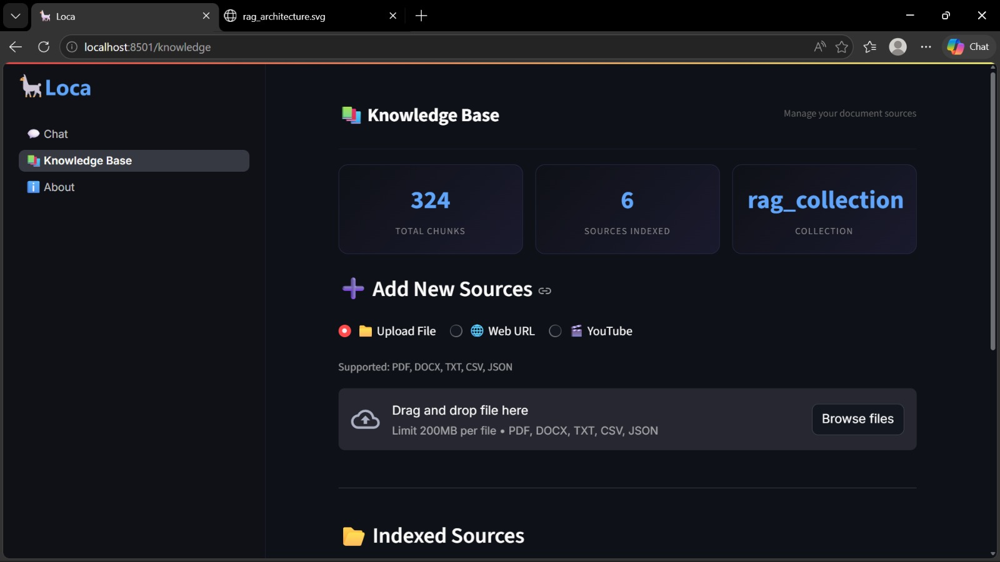 Loca
rag_architecture.svg
localhost:8501/knowledge
Chat
Loca
Chat
Knowledge Base
About
Knowledge Base
Manage your document sources
324
TOTAL CHUNKS
6
SOURCES INDEXED
rag_collection
COLLECTION
Add New Sources
Upload File
Web URL
YouTube
Supported: PDF, DOCX, TXT, CSV, JSON
Drag and drop file here
Limit 200MB per file • PDF, DOCX, TXT, CSV, JSON
Browse files
Indexed Sources